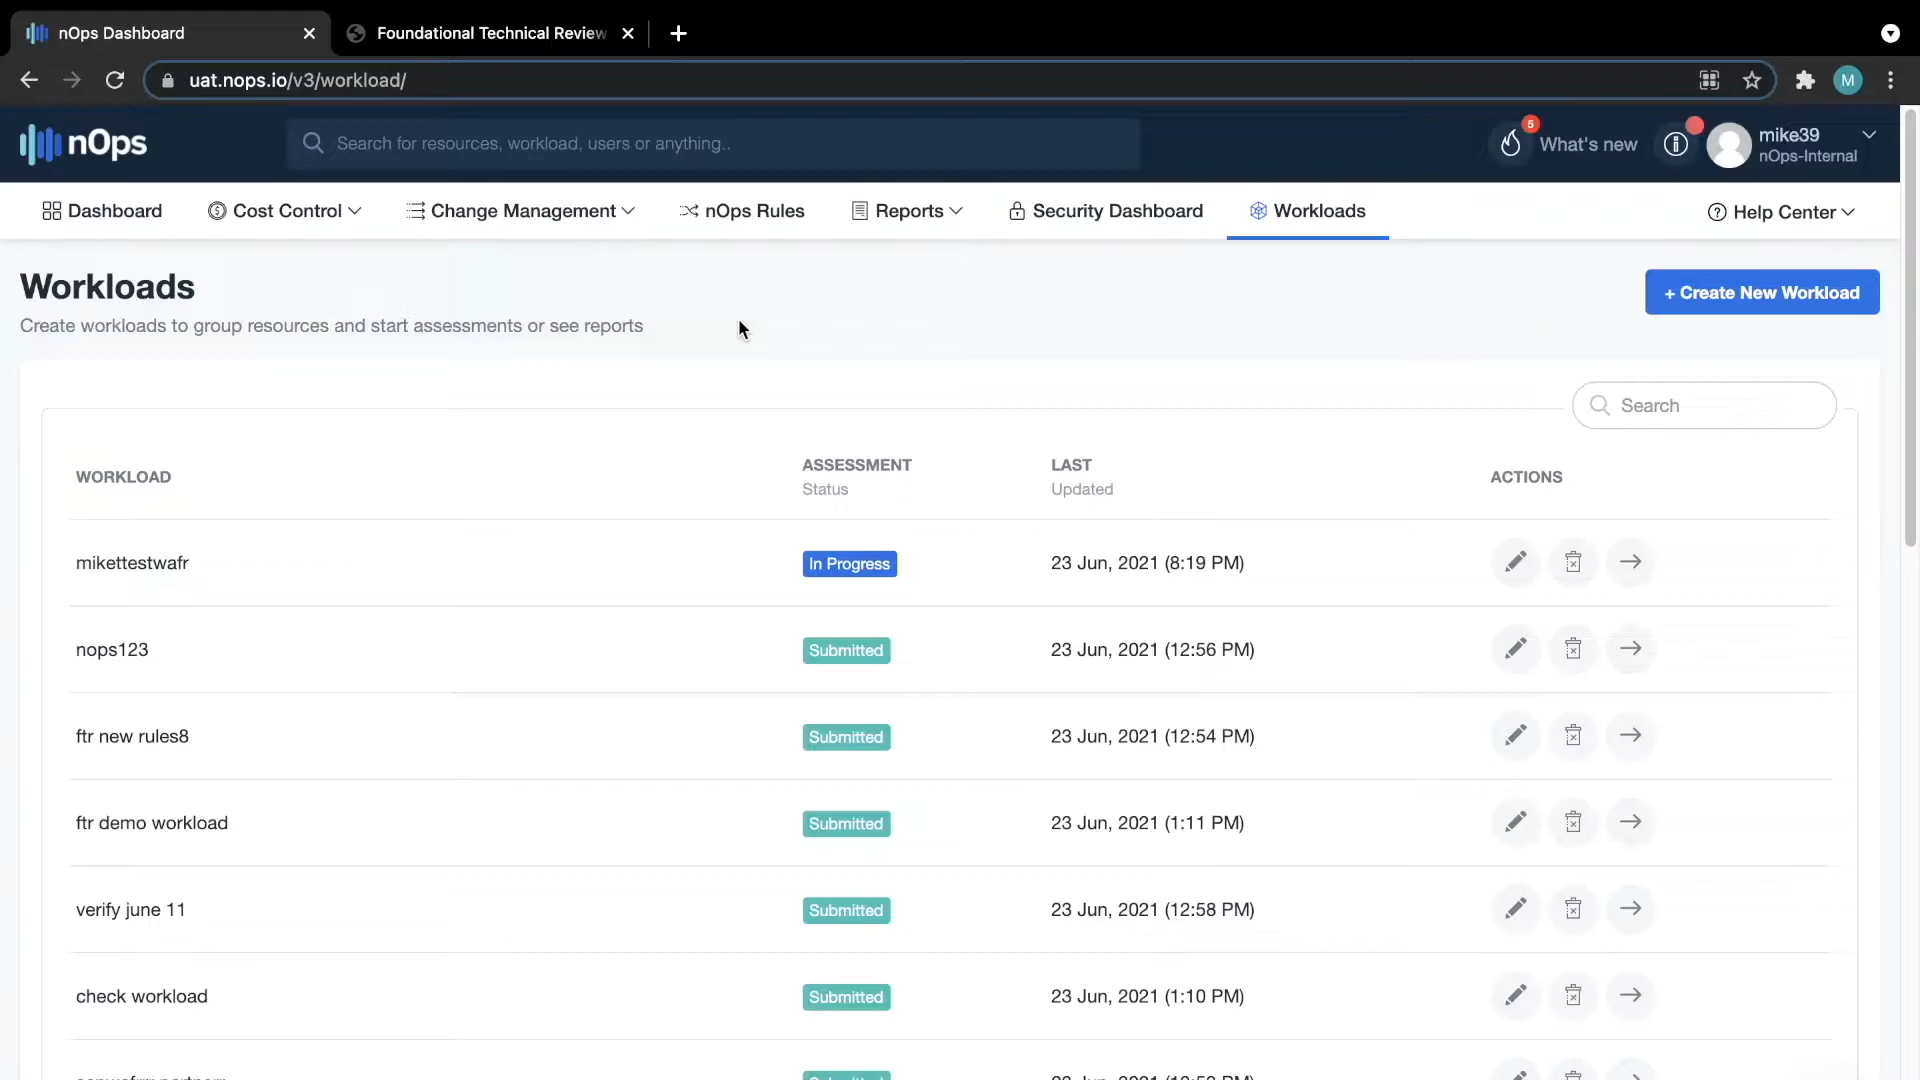 nOps Dashboard
Foundational Technical Review
uat.nops.io/v3/workload/
M
nOps
Search for resources, workload, users or anything..
5
What's new
mike39
nOps-Internal
Dashboard
Cost Control
Change Management
nOps Rules
Reports
Security Dashboard
Workloads
Help Center
Workloads
+ Create New Workload
Create workloads to group resources and start assessments or see reports
Search
WORKLOAD
ASSESSMENT
Status
LAST
Updated
ACTIONS
mikettestwafr
In Progress
23 Jun, 2021 (8:19 PM)
nops123
Submitted
23 Jun, 2021 (12:56 PM)
ftr new rules8
Submitted
23 Jun, 2021 (12:54 PM)
ftr demo workload
Submitted
23 Jun, 2021 (1:11 PM)
verify june 11
Submitted
23 Jun, 2021 (12:58 PM)
check workload
Submitted
23 Jun, 2021 (1:10 PM)